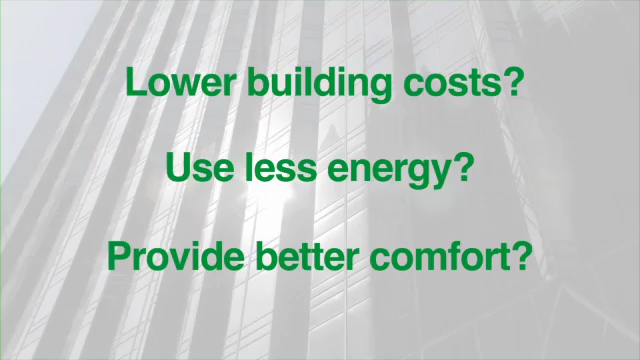 Lower building costs?
Use less energy?
Provide better comfort?